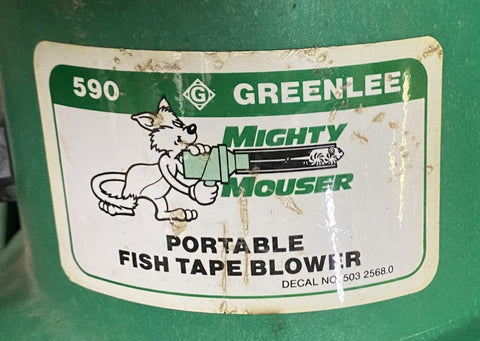 590 G GREENLEE
MIGHTY
MOUSER
PORTABLE
FISH TAPE BLOWER
DECAL NO. 503 2568.0